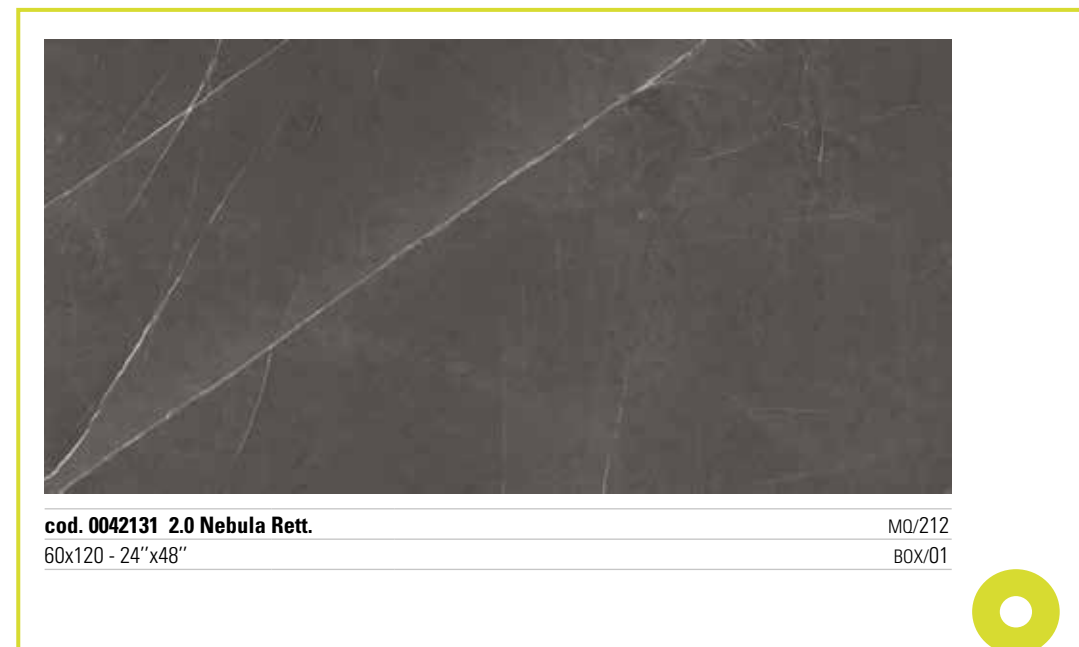 cod. 0042131 2.0 Nebula Rett. MQ/212
60x120 - 24’’x48’’ BOX/01